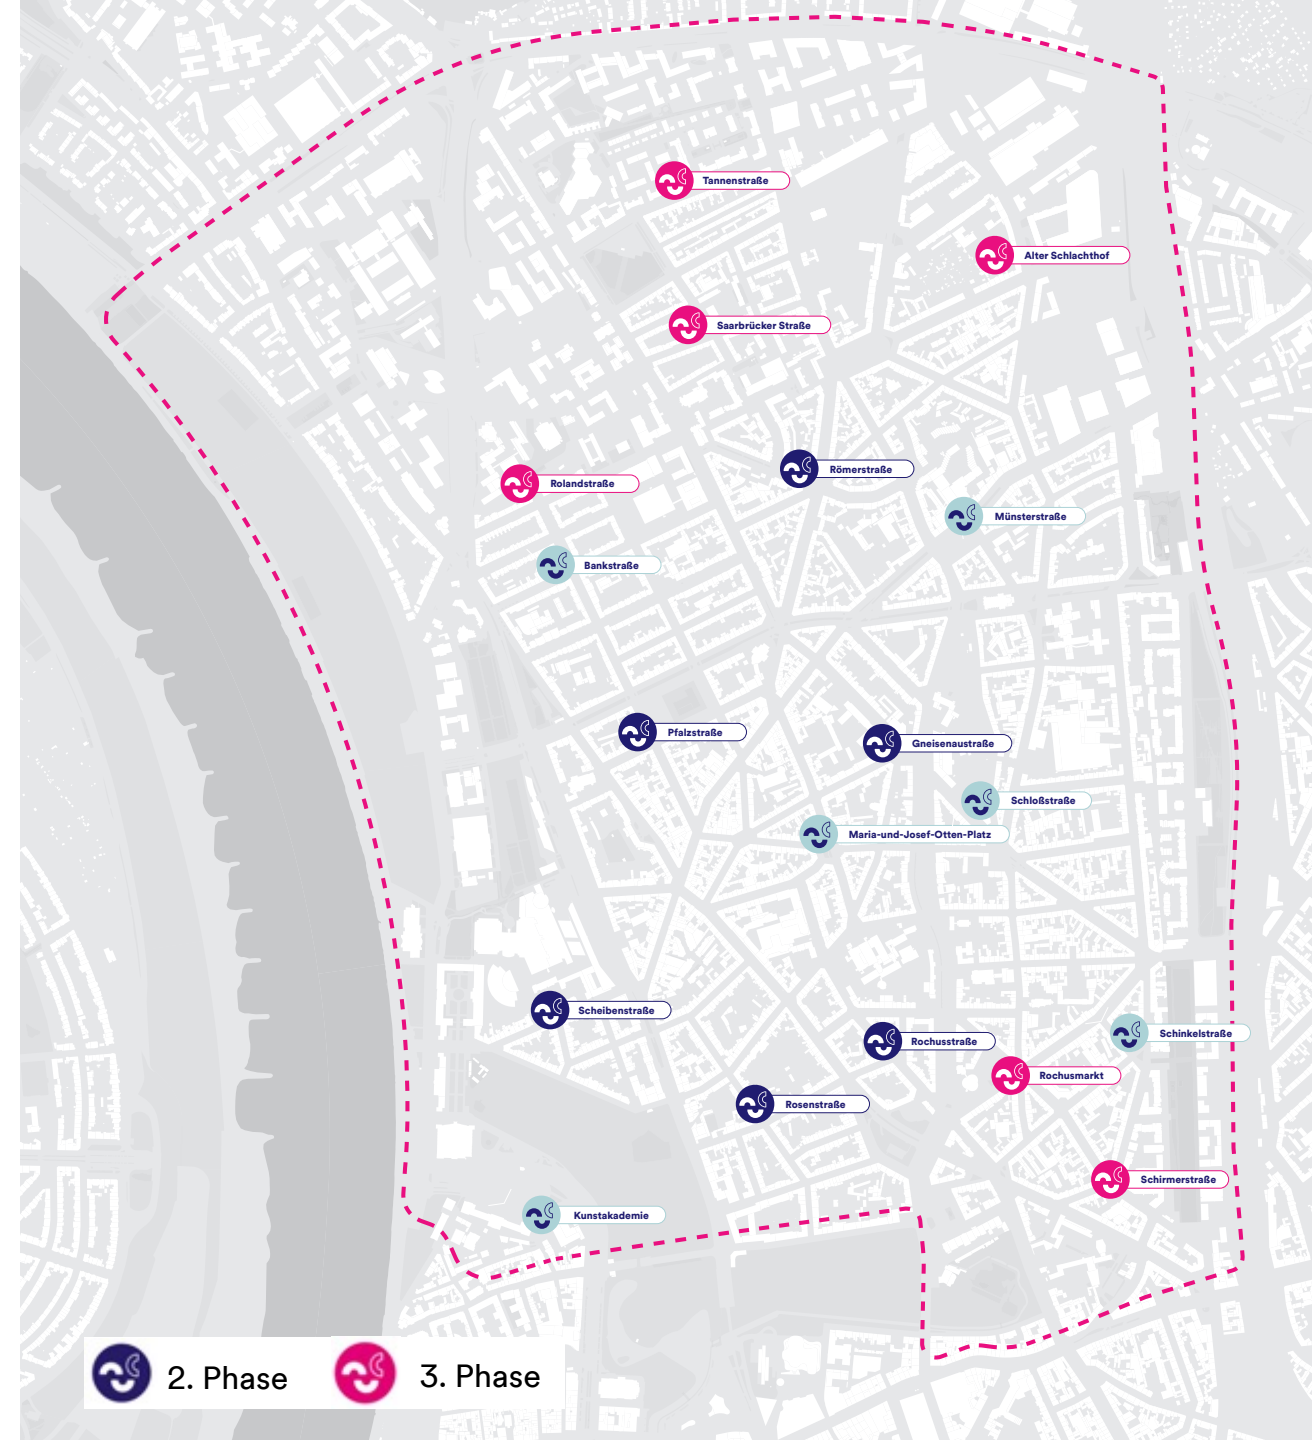 Tannenstraße
Alter Schlachthof
Saarbrücker Straße
Römerstraße
Rolandstraße
Münsterstraße
Bankstraße
Pfalzstraße
Gneisenaustraße
Schloßstraße
Maria-und-Josef-Otten-Platz
Scheibenstraße
Schinkelstraße
Rochusstraße
Rochusmarkt
Rosenstraße
Schirmerstraße
Kunstakademie
2. Phase
3. Phase